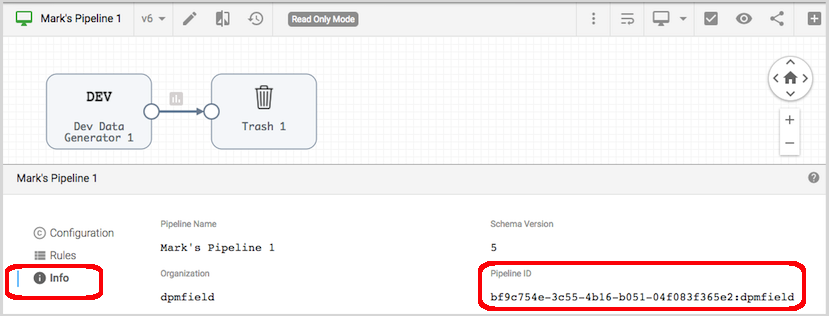 Mark's Pipeline 1 v6 Read Only Mode
DEV
Dev Data
Generator 1
Trash 1
Mark's Pipeline 1
Configuration
Rules
Info
Pipeline Name
Mark's Pipeline 1
Schema Version
5
Organization
dpmfield
Pipeline ID
bf9c754e-3c55-4b16-b051-04f083f365e2:dpmfield